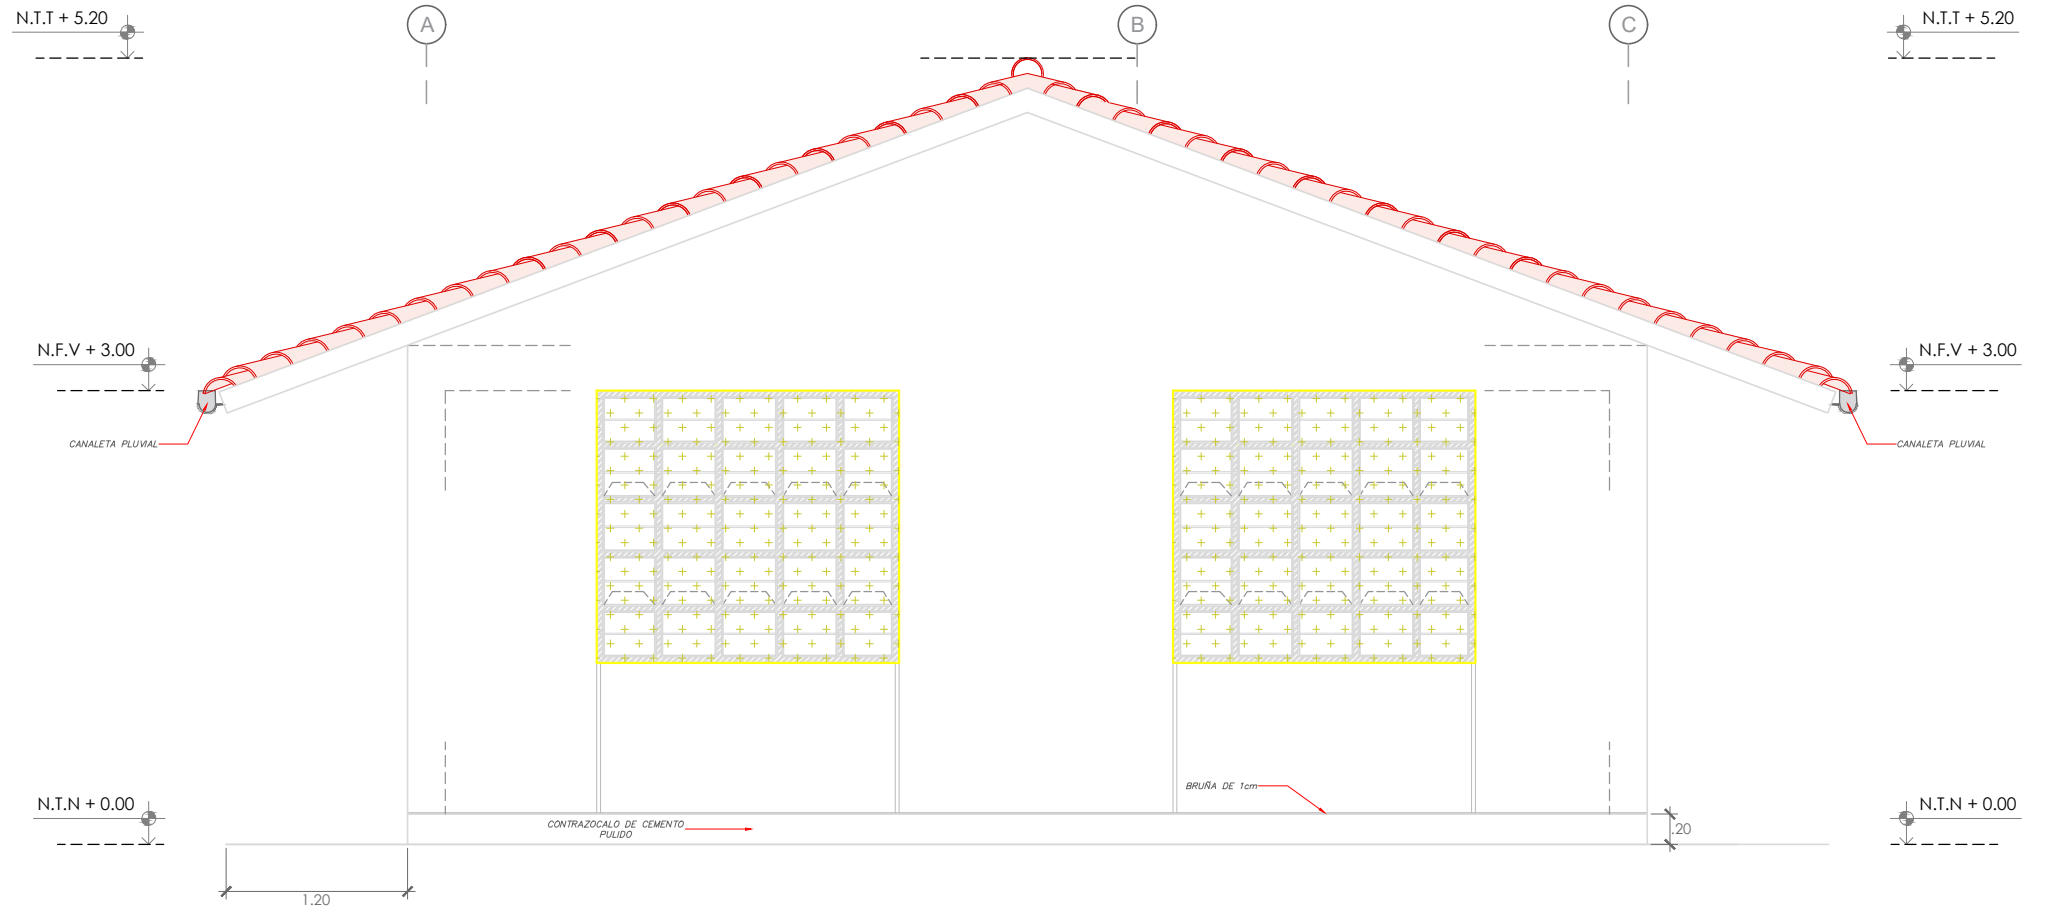 N.T.T + 5.20
A
B
C
N.T.T + 5.20
N.F.V + 3.00
N.F.V + 3.00
CANALETA PLUVIAL
CANALETA PLUVIAL
BRUÑA DE 1cm
N.T.N + 0.00
N.T.N + 0.00
CONTRAZOCALO DE CEMENTO
PULIDO
.20
1.20